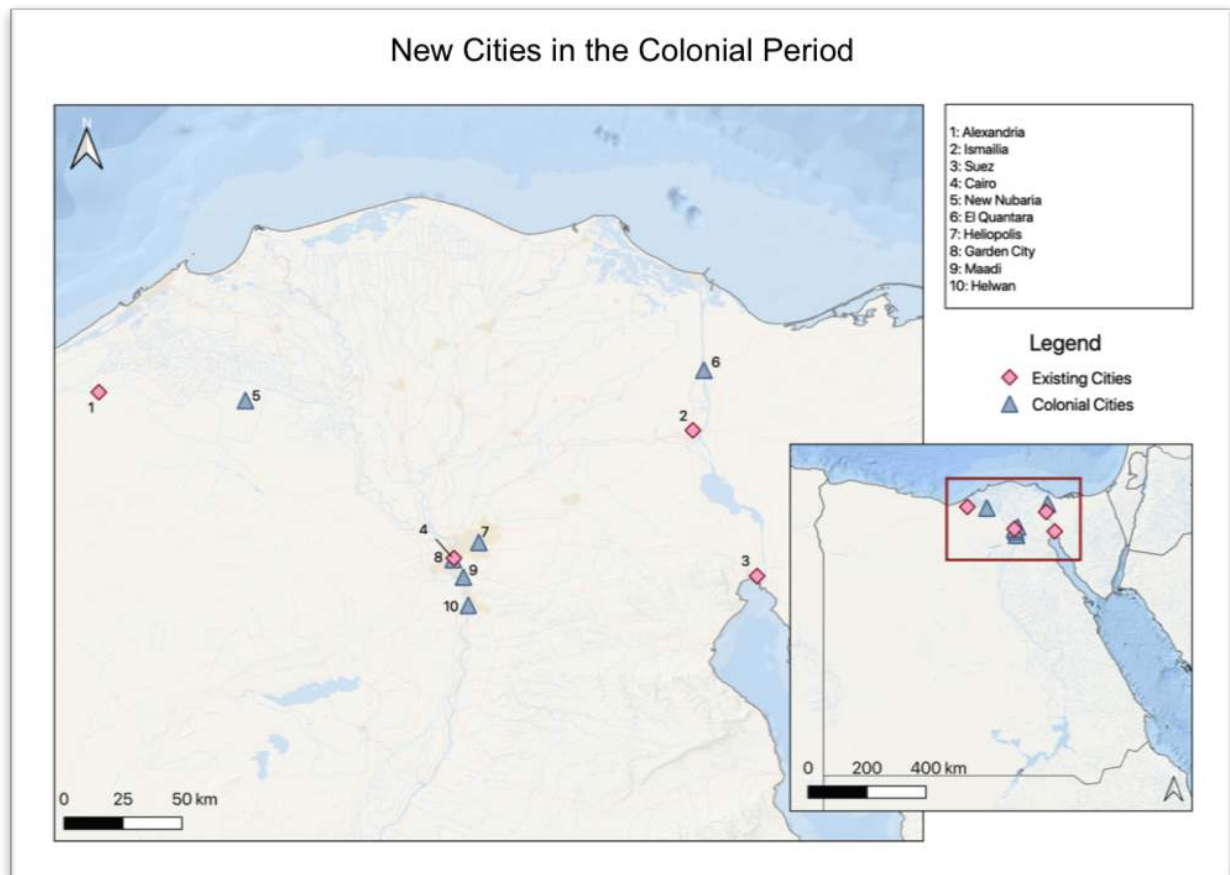 New Cities in the Colonial Period
N
1: Alexandria
2: Ismailia
3: Suez
4: Cairo
5: New Nubaria
6: El Quantara
7: Heliopolis
8: Garden City
9: Maadi
10: Helwan
Legend
Existing Cities
Colonial Cities
1
5
6
2
4
7
8
9
10
3
0 25 50 km
0 200 400 km